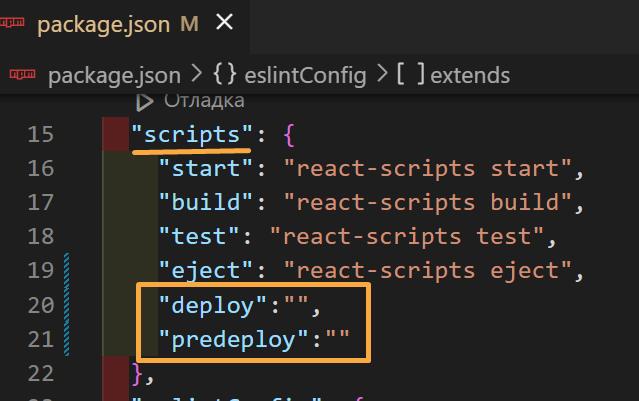 package.json M ×
package.json > {} eslintConfig > [ ] extends
Отладка
15 "scripts": {
16 "start": "react-scripts start",
17 "build": "react-scripts build",
18 "test": "react-scripts test",
19 "eject": "react-scripts eject",
20 "deploy":"",
21 "predeploy":""
22 },